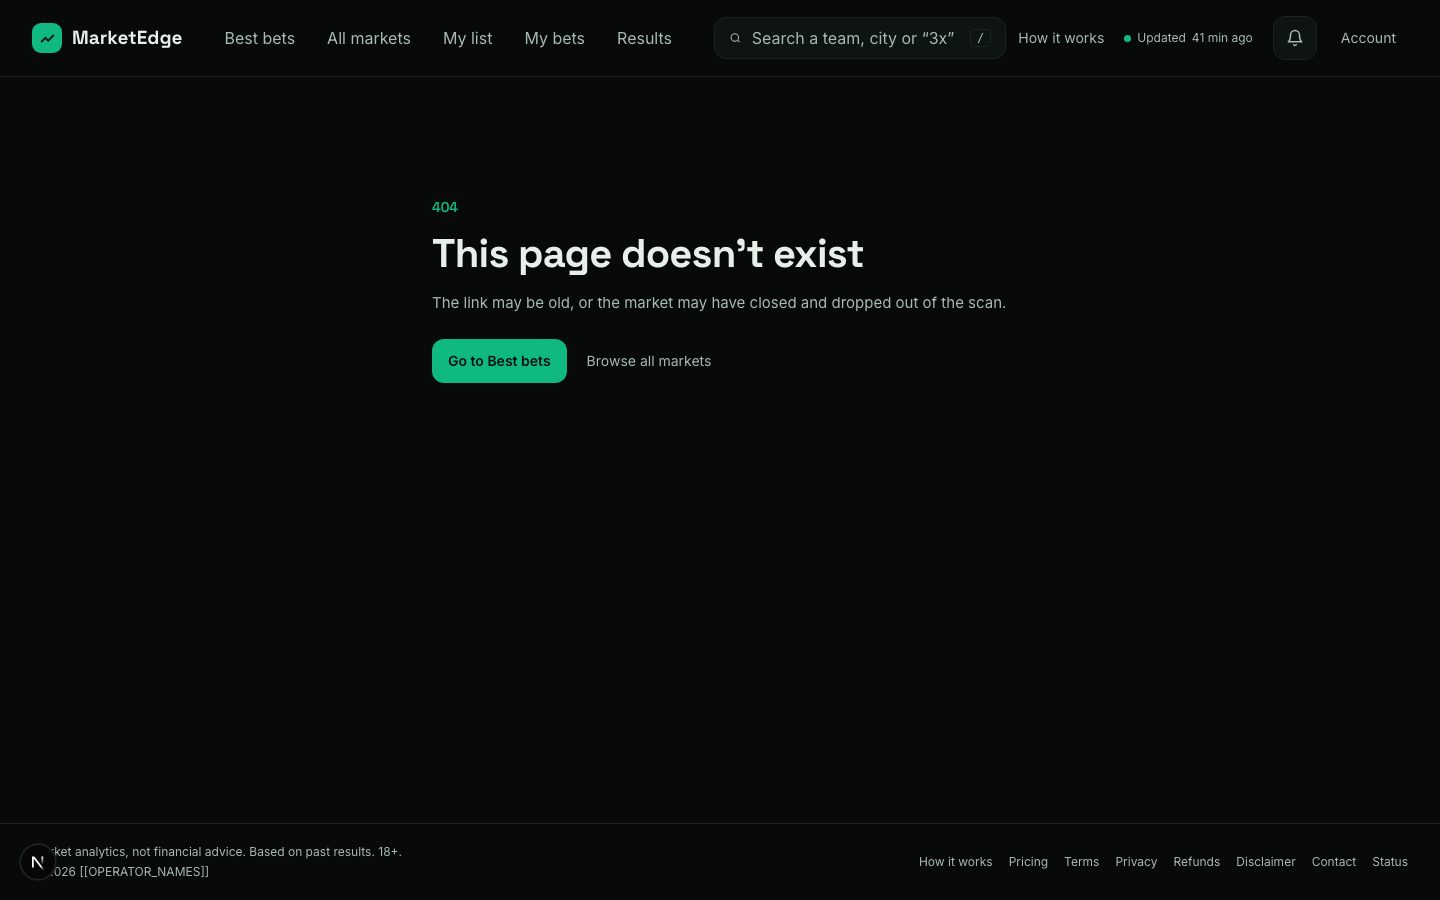 MarketEdge
Best bets
All markets
My list
My bets
Results
Search a team, city or “3x”
/
How it works
Updated 41 min ago
Account
404
This page doesn’t exist
The link may be old, or the market may have closed and dropped out of the scan.
Go to Best bets
Browse all markets
N
ket analytics, not financial advice. Based on past results. 18+.
2026 [[OPERATOR_NAMES]]
How it works
Pricing
Terms
Privacy
Refunds
Disclaimer
Contact
Status